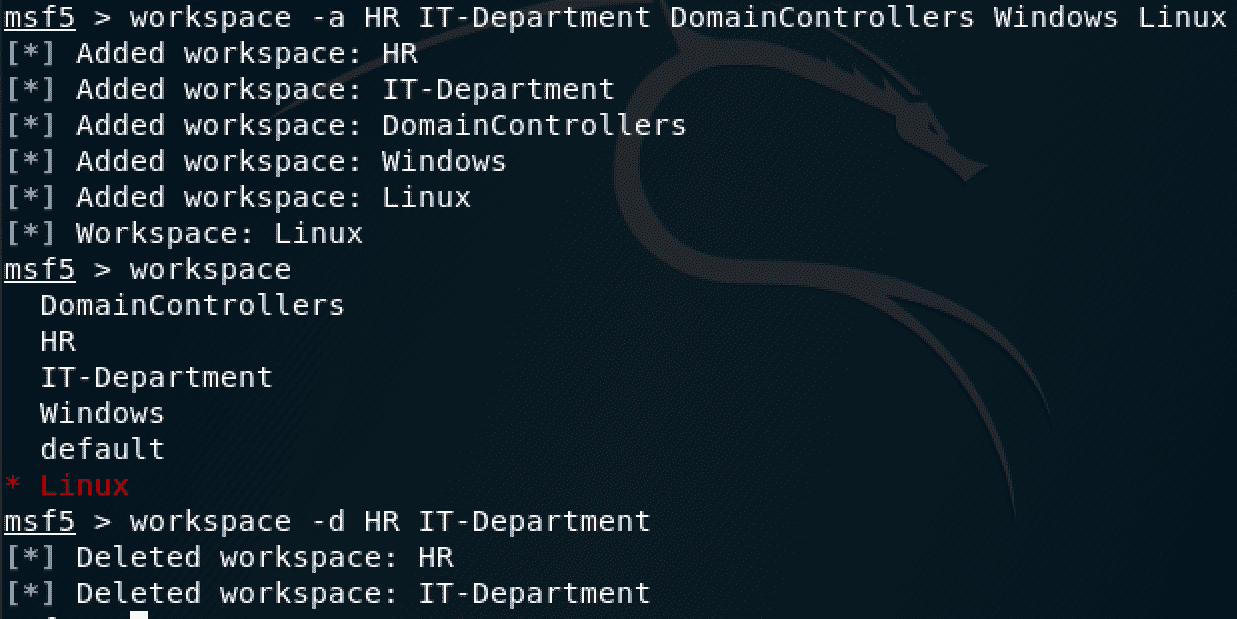 msf5 > workspace -a HR IT-Department DomainControllers Windows Linux
[*] Added workspace: HR
[*] Added workspace: IT-Department
[*] Added workspace: DomainControllers
[*] Added workspace: Windows
[*] Added workspace: Linux
[*] Workspace: Linux
msf5 > workspace
  DomainControllers
  HR
  IT-Department
  Windows
  default
* Linux
msf5 > workspace -d HR IT-Department
[*] Deleted workspace: HR
[*] Deleted workspace: IT-Department